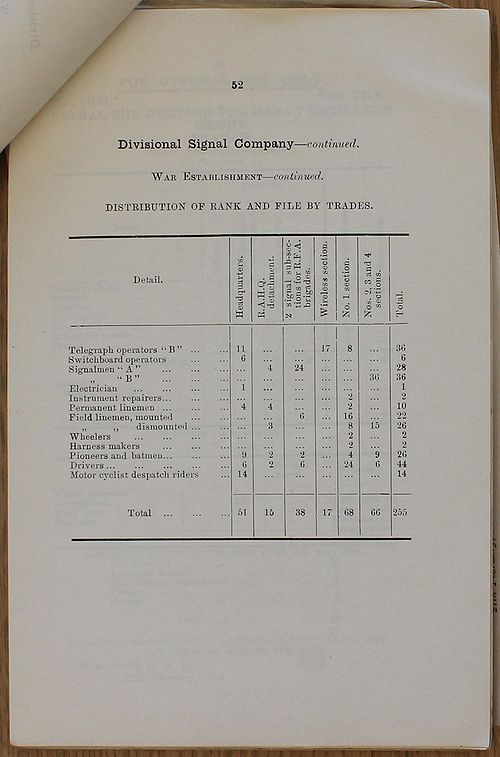 52
Divisional Signal Company—continued.
War Establishment—continued.
DISTRIBUTION OF RANK AND FILE BY TRADES.
Detail. Headquarters. R.A.H.Q. detachment. 2 signal sub-sections for R.F.A. brigades. Wireless section. No. 1 section. Nos. 2, 3 and 4 sections. Total.
Telegraph operators "B" ... ... 11 ... ... 17 8 ... 36
Switchboard operators ... 6 ... ... ... ... ... 6
Signalmen "A" ... ... ... ... 4 24 ... ... ... 28
„ "B" ... ... ... ... ... ... ... ... 36 36
Electrician ... ... ... ... 1 ... ... ... ... ... 1
Instrument repairers... ... ... ... ... ... ... 2 ... 2
Permanent linemen ... ... ... 4 4 ... ... 2 ... 10
Field linemen, mounted ... ... ... ... 6 ... 16 ... 22
„ „ dismounted ... ... ... 3 ... ... 8 15 26
Wheelers ... ... ... ... ... ... ... ... 2 ... 2
Harness makers ... ... ... ... ... ... ... 2 ... 2
Pioneers and batmen... ... ... 9 2 2 ... 4 9 26
Drivers ... ... ... ... ... 6 2 6 ... 24 6 44
Motor cyclist despatch riders ... 14 ... ... ... ... ... 14
Total ... ... ... 51 15 38 17 68 66 255